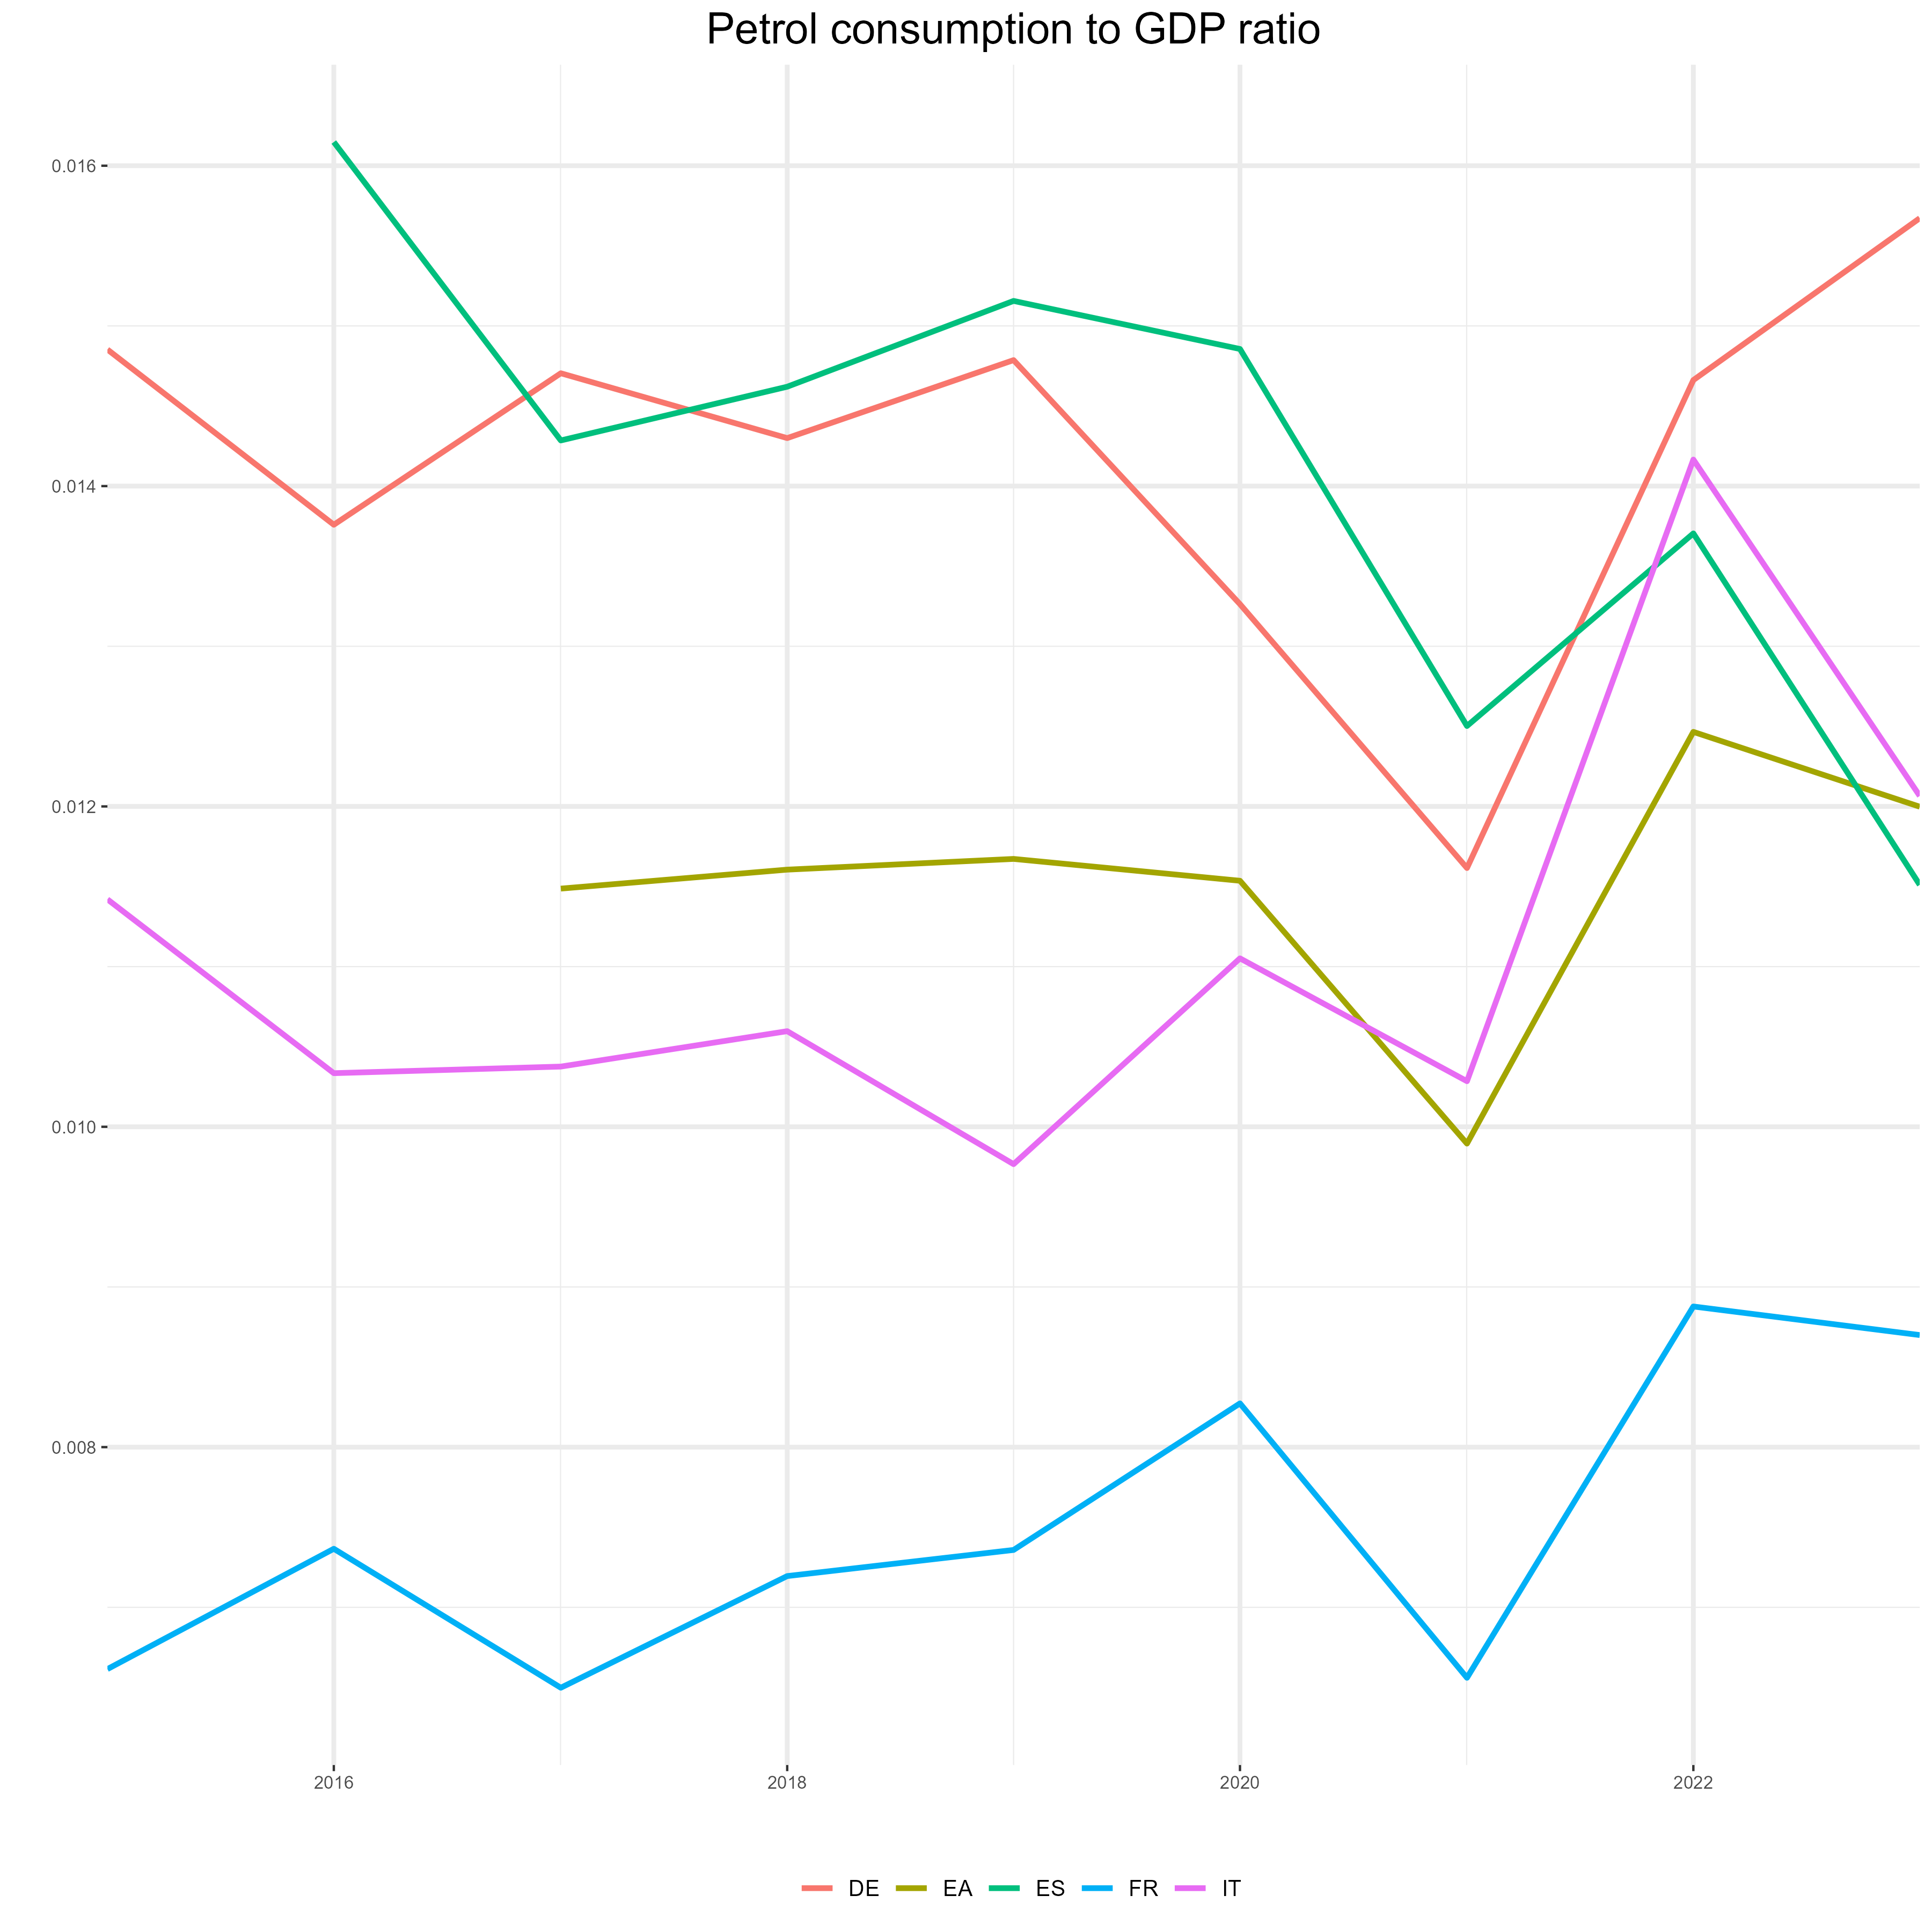 Petrol consumption to GDP ratio
0.016
0.014
0.012
0.010
0.008
2016 2018 2020 2022
DE EA ES FR IT